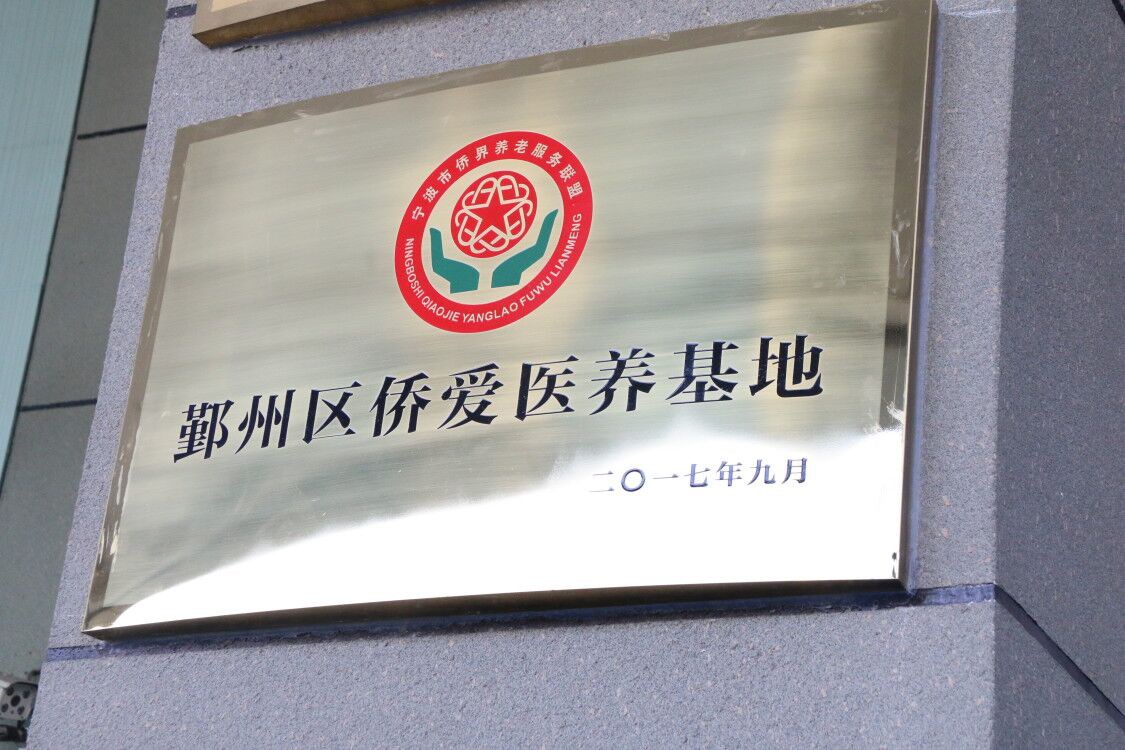 宁波市侨界养老服务联盟
NINGBOSHI QIAOJIE YANGLAO FUWU LIANMENG
鄞州区侨爱医养基地
二〇一七年九月